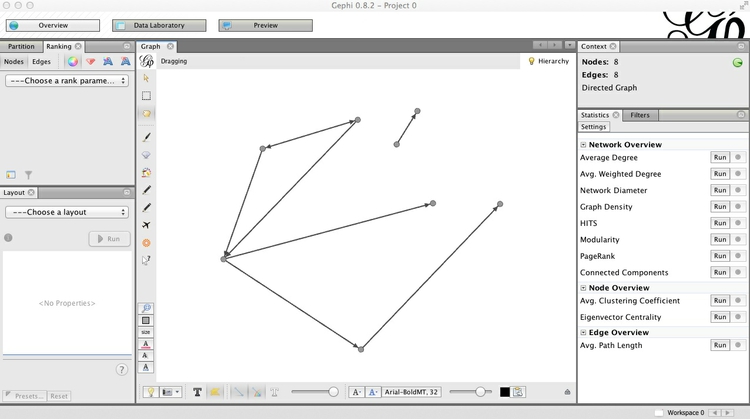 Gephi 0.8.2 - Project 0
Overview
Data Laboratory
Preview
Partition
Ranking
Nodes
Edges
---Choose a rank parame...
Layout
---Choose a layout
Run
<No Properties>
Presets...
Reset
Graph
Dragging
Hierarchy
SIZE
A
A
A
T
T
A-
A-
Arial-BoldMT, 32
Context
Nodes: 8
Edges: 8
Directed Graph
Statistics
Filters
Settings
Network Overview
Average Degree Run
Avg. Weighted Degree Run
Network Diameter Run
Graph Density Run
HITS Run
Modularity Run
PageRank Run
Connected Components Run
Node Overview
Avg. Clustering Coefficient Run
Eigenvector Centrality Run
Edge Overview
Avg. Path Length Run
Workspace 0